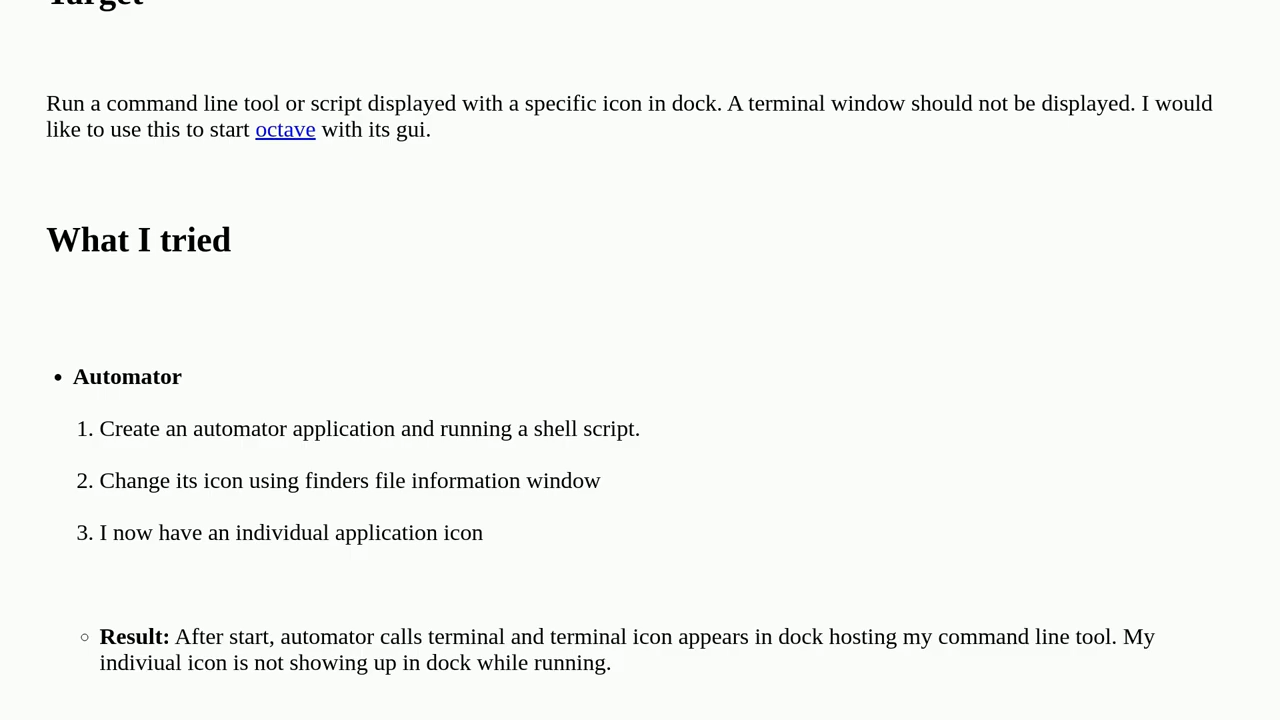 Target
Run a command line tool or script displayed with a specific icon in dock. A terminal window should not be displayed. I would
like to use this to start octave with its gui.
What I tried
• Automator
1. Create an automator application and running a shell script.
2. Change its icon using finders file information window
3. I now have an individual application icon
◦ Result: After start, automator calls terminal and terminal icon appears in dock hosting my command line tool. My
indiviual icon is not showing up in dock while running.